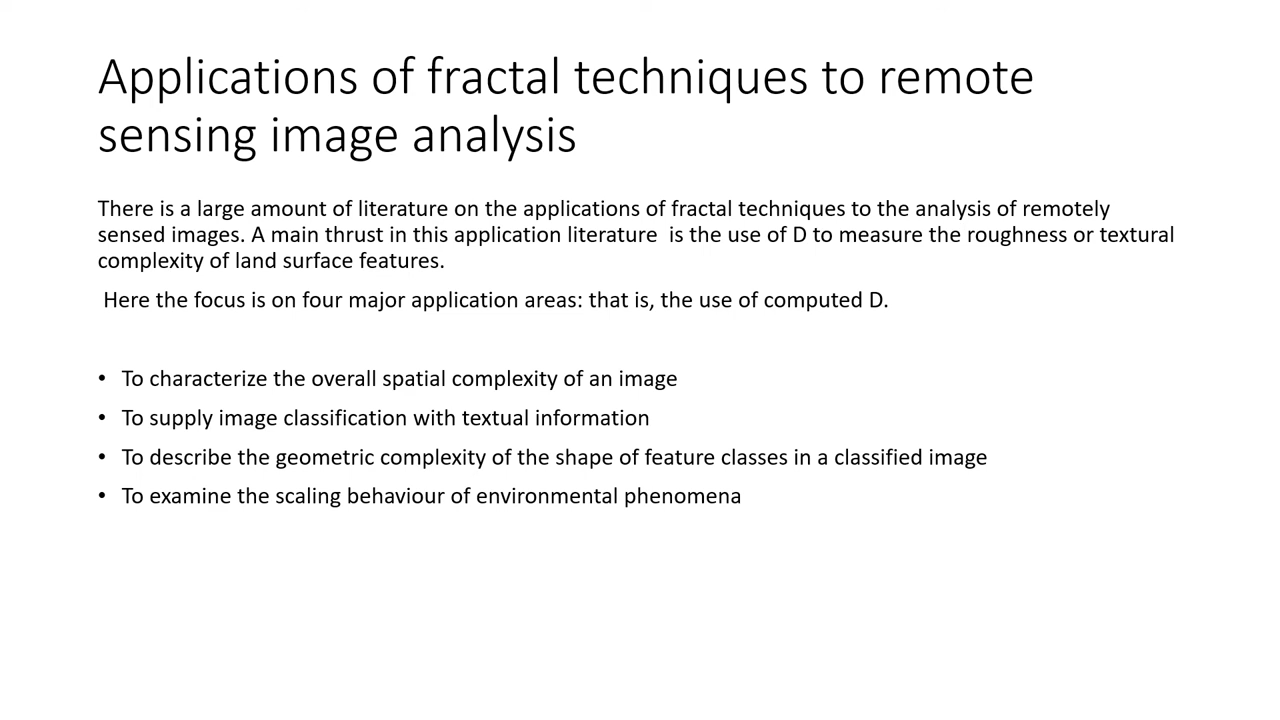 Applications of fractal techniques to remote
sensing image analysis
There is a large amount of literature on the applications of fractal techniques to the analysis of remotely
sensed images. A main thrust in this application literature  is the use of D to measure the roughness or textural
complexity of land surface features.
Here the focus is on four major application areas: that is, the use of computed D.
• To characterize the overall spatial complexity of an image
• To supply image classification with textual information
• To describe the geometric complexity of the shape of feature classes in a classified image
• To examine the scaling behaviour of environmental phenomena